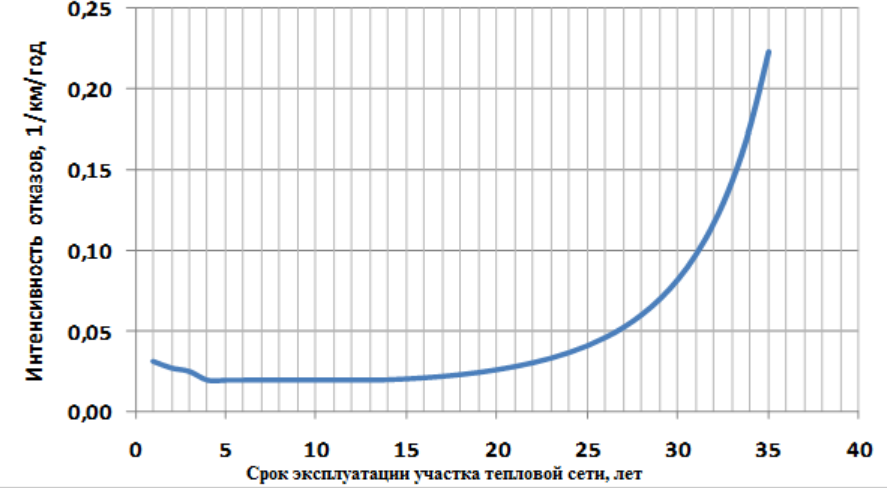 0,25
0,20
0,15
0,10
0,05
0,00
Интенсивность отказов, 1/км/год
0 5 10 15 20 25 30 35 40
Срок эксплуатации участка тепловой сети, лет